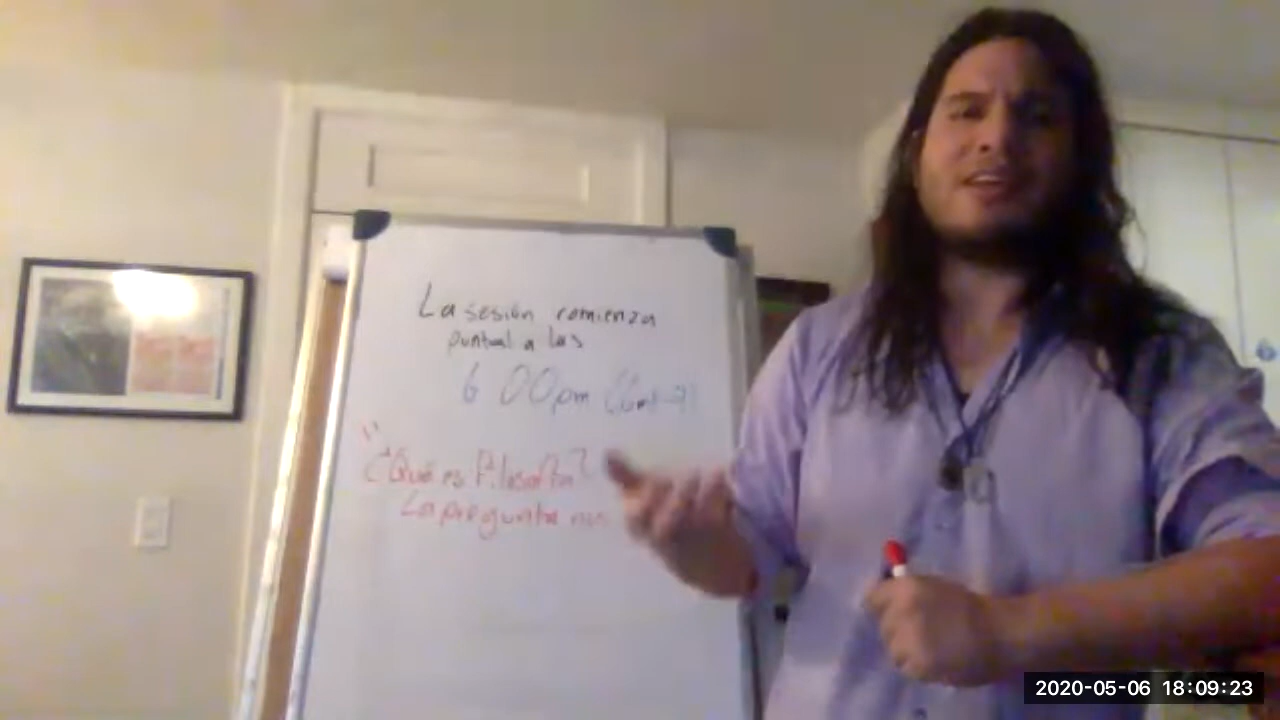 La sesión comienza
puntual a las
6 00pm
"
¿Qué es filosofía?
La pregunta
2020-05-06 18:09:23